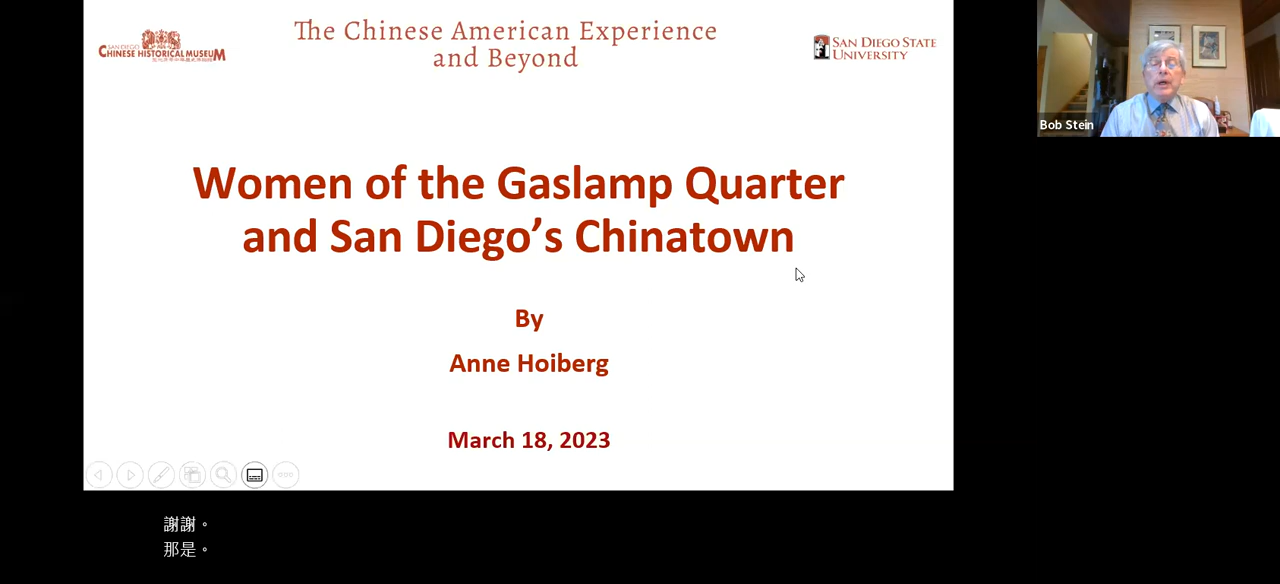 The Chinese American Experience
and Beyond
SAN DIEGO
CHINESE HISTORICAL MUSEUM
SAN DIEGO STATE
UNIVERSITY
Bob Stein
Women of the Gaslamp Quarter
and San Diego’s Chinatown
By
Anne Hoiberg
March 18, 2023
謝謝。
那是。